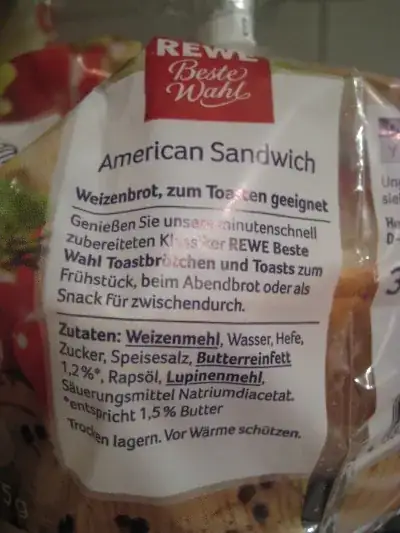 REWE
Beste
Wahl
American Sandwich
Weizenbrot, zum Toasten geeignet
Genießen Sie unsere minutenschnell
zubereiteten Klassiker REWE Beste
Wahl Toastbrötchen und Toasts zum
Frühstück, beim Abendbrot oder als
Snack für zwischendurch.
Zutaten: Weizenmehl, Wasser, Hefe,
Zucker, Speisesalz, Butterreinfett
1,2%*, Rapsöl, Lupinenmehl,
Säuerungsmittel Natriumdiacetat.
*entspricht 1,5% Butter
Trocken lagern. Vor Wärme schützen.
5g